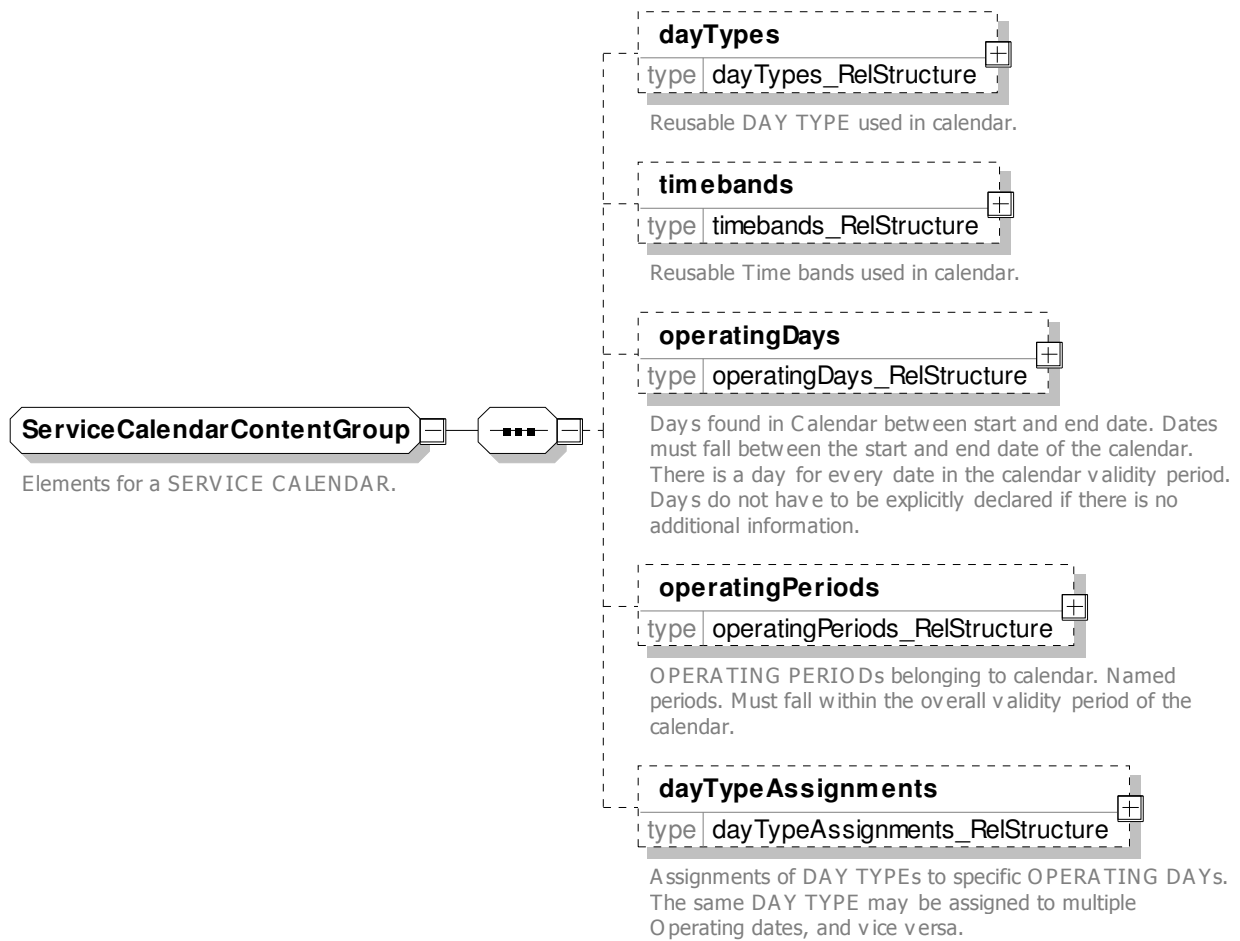 dayTypes
type dayTypes_RelStructure
Reusable DAY TYPE used in calendar.
timebands
type timebands_RelStructure
Reusable Time bands used in calendar.
operatingDays
type operatingDays_RelStructure
Days found in Calendar between start and end date. Dates
must fall between the start and end date of the calendar.
There is a day for every date in the calendar validity period.
Days do not have to be explicitly declared if there is no
additional information.
ServiceCalendarContentGroup
Elements for a SERVICE CALENDAR.
operatingPeriods
type operatingPeriods_RelStructure
OPERATING PERIODs belonging to calendar. Named
periods. Must fall within the overall validity period of the
calendar.
dayTypeAssignments
type dayTypeAssignments_RelStructure
Assignments of DAY TYPEs to specific OPERATING DAYs.
The same DAY TYPE may be assigned to multiple
Operating dates, and vice versa.